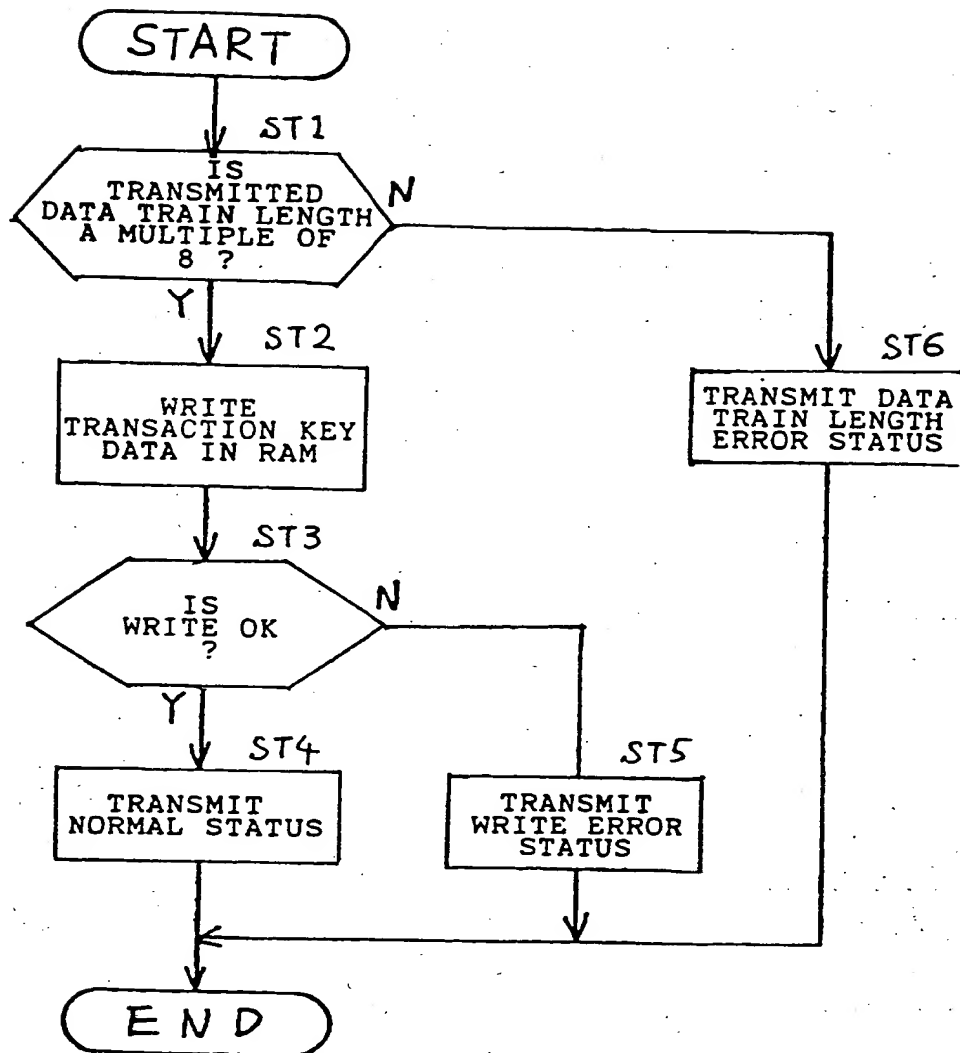 START
ST1
IS
TRANSMITTED
DATA TRAIN LENGTH
A MULTIPLE OF
8 ?
N
Y
ST2
WRITE
TRANSACTION KEY
DATA IN RAM
ST6
TRANSMIT DATA
TRAIN LENGTH
ERROR STATUS
ST3
IS
WRITE OK
?
N
Y
ST4
TRANSMIT
NORMAL STATUS
ST5
TRANSMIT
WRITE ERROR
STATUS
END